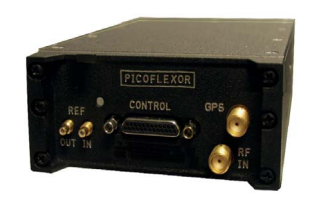 PICOFLEXOR
REF
CONTROL
GPS
OUT IN
RF
IN